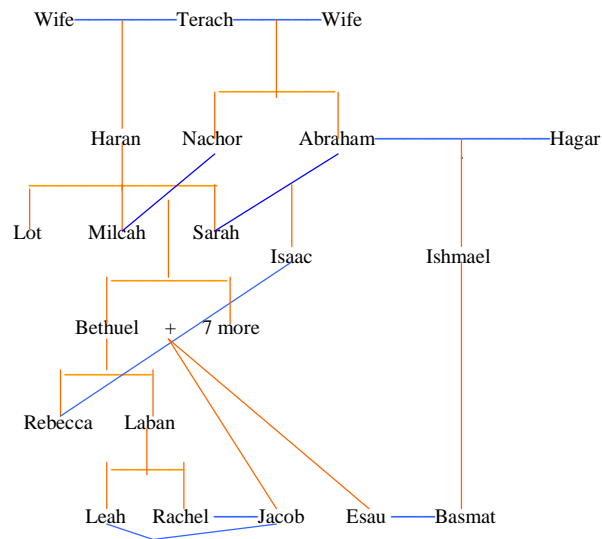 Wife Terach Wife
Haran Nachor Abraham Hagar
Lot Milcah Sarah
Isaac Ishmael
Bethuel + 7 more
Rebecca Laban
Leah Rachel Jacob Esau Basmat